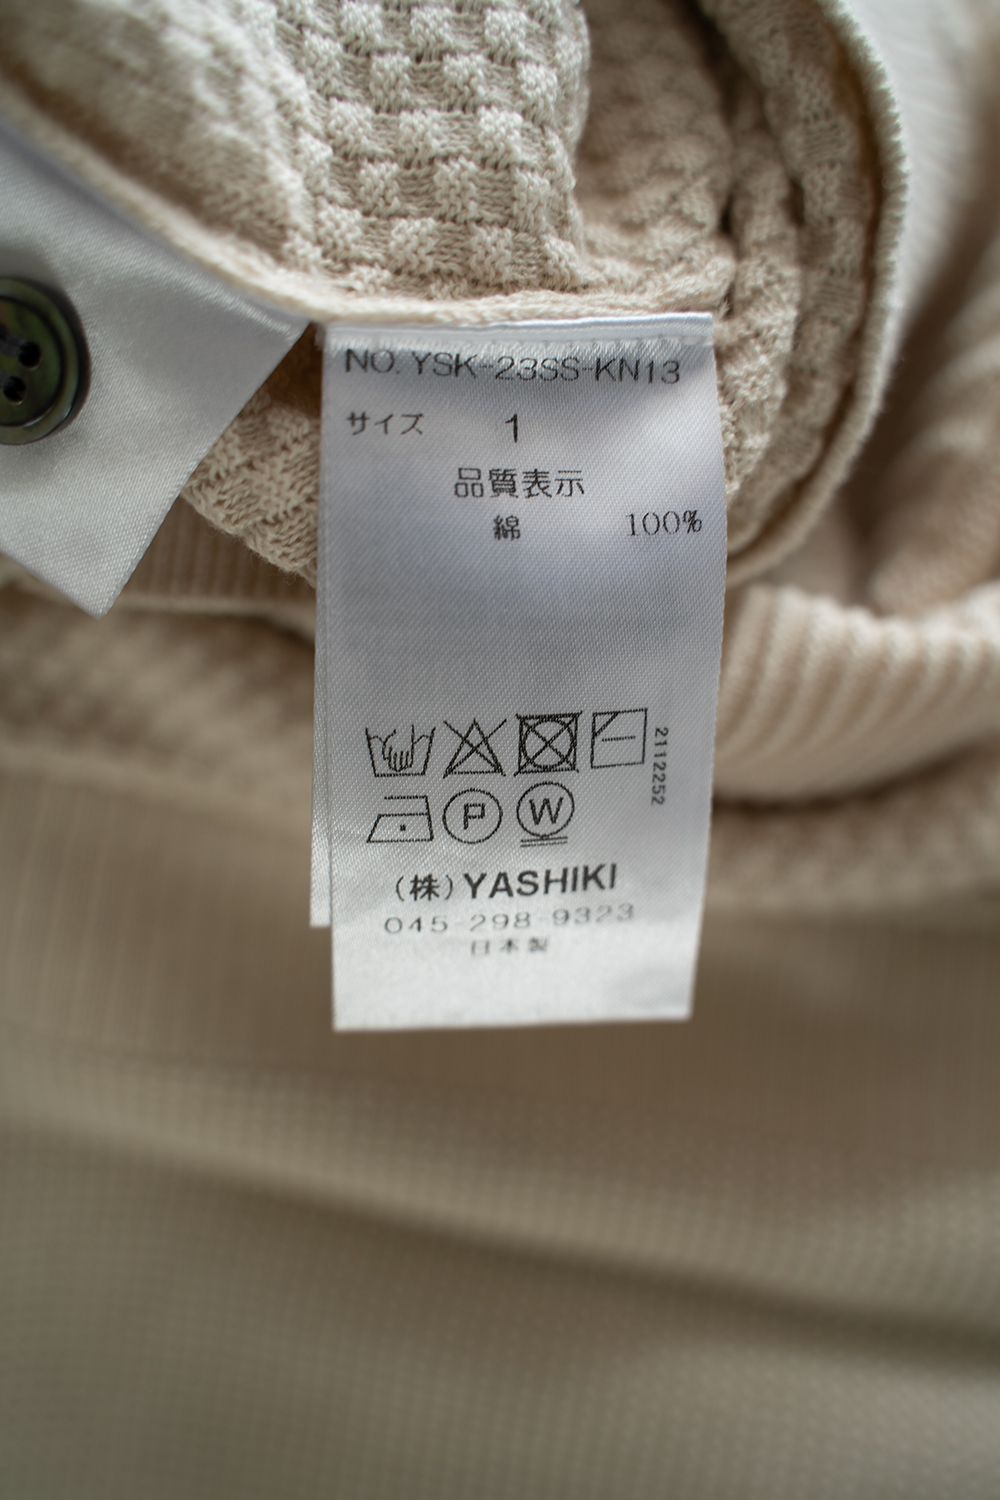 NO. YSK-23SS-KN13
サイズ 1
品質表示
綿 100%
2112252
P W
(株) YASHIKI
045-298-9323
日本製